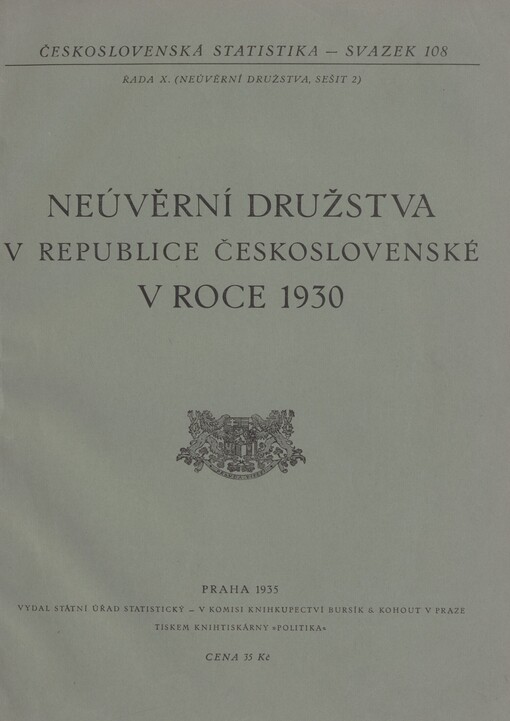 ČESKOSLOVENSKÁ STATISTIKA — SVAZEK 108
ŘADA X. (NEÚVĚRNÍ DRUŽSTVA, SEŠIT 2)
NEÚVĚRNÍ DRUŽSTVA
V REPUBLICE ČESKOSLOVENSKÉ
V ROCE 1930
PRAHA 1935
VYDAL STÁTNÍ ÚŘAD STATISTICKÝ — V KOMISI KNIHKUPECTVÍ BURSÍK & KOHOUT V PRAZE
TISKEM KNIHTISKÁRNY »POLITIKA«
CENA 35 Kč